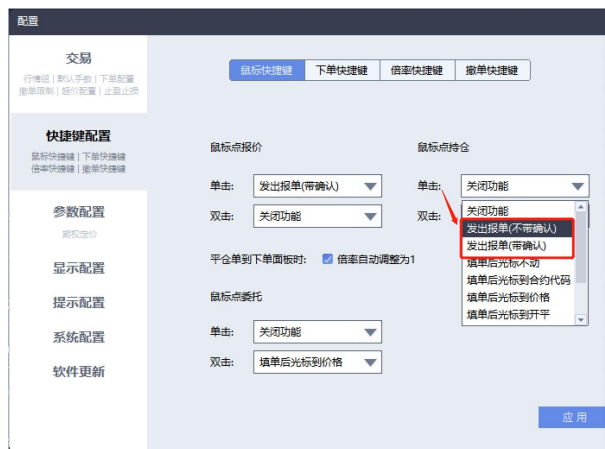 配置
交易
行情组 | 默认手数 | 下单配置
撤单限制 | 超价配置 | 止盈止损
快捷键配置
鼠标快捷键 | 下单快捷键
倍率快捷键 | 撤单快捷键
参数配置
期权定价
显示配置
提示配置
系统配置
软件更新
鼠标快捷键 下单快捷键 倍率快捷键 撤单快捷键
鼠标点报价
单击: 发出报单(带确认)
双击: 关闭功能
平仓单到下单面板时: 倍率自动调整为1
鼠标点委托
单击: 关闭功能
双击: 填单后光标到价格
鼠标点持仓
单击: 关闭功能
双击: 关闭功能
发出报单(不带确认)
发出报单(带确认)
填单后光标不动
填单后光标到合约代码
填单后光标到价格
填单后光标到开平
应用